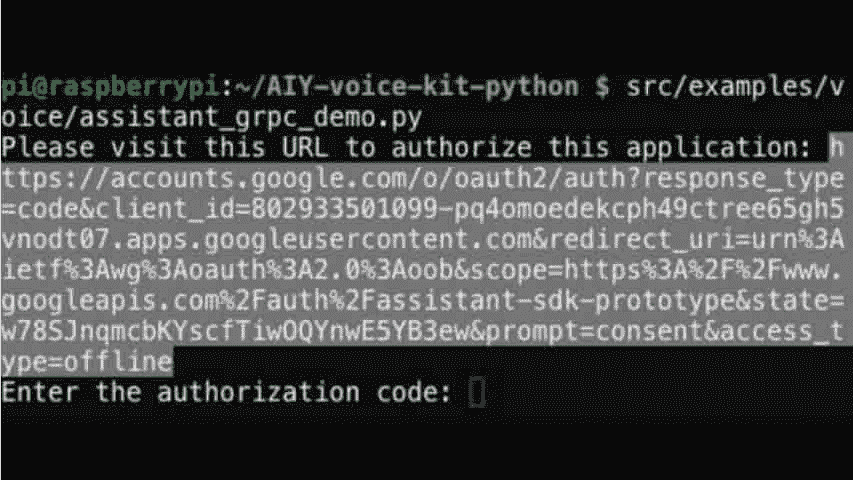 pi@raspberrypi:~/AIY-voice-kit-python $ src/examples/v
oice/assistant_grpc_demo.py
Please visit this URL to authorize this application: h
ttps://accounts.google.com/o/oauth2/auth?response_type
=code&client_id=802933501099-pq4omoedekcph49ctree65gh5
vnodt07.apps.googleusercontent.com&redirect_uri=urn%3A
ietf%3Awg%3Aoauth%3A2.0%3Aoob&scope=https%3A%2F%2Fwww.
googleapis.com%2Fauth%2Fassistant-sdk-prototype&state=
w78SJnqmcbKYscfTiwOQYnwE5YB3ew&prompt=consent&access_t
ype=offline
Enter the authorization code: